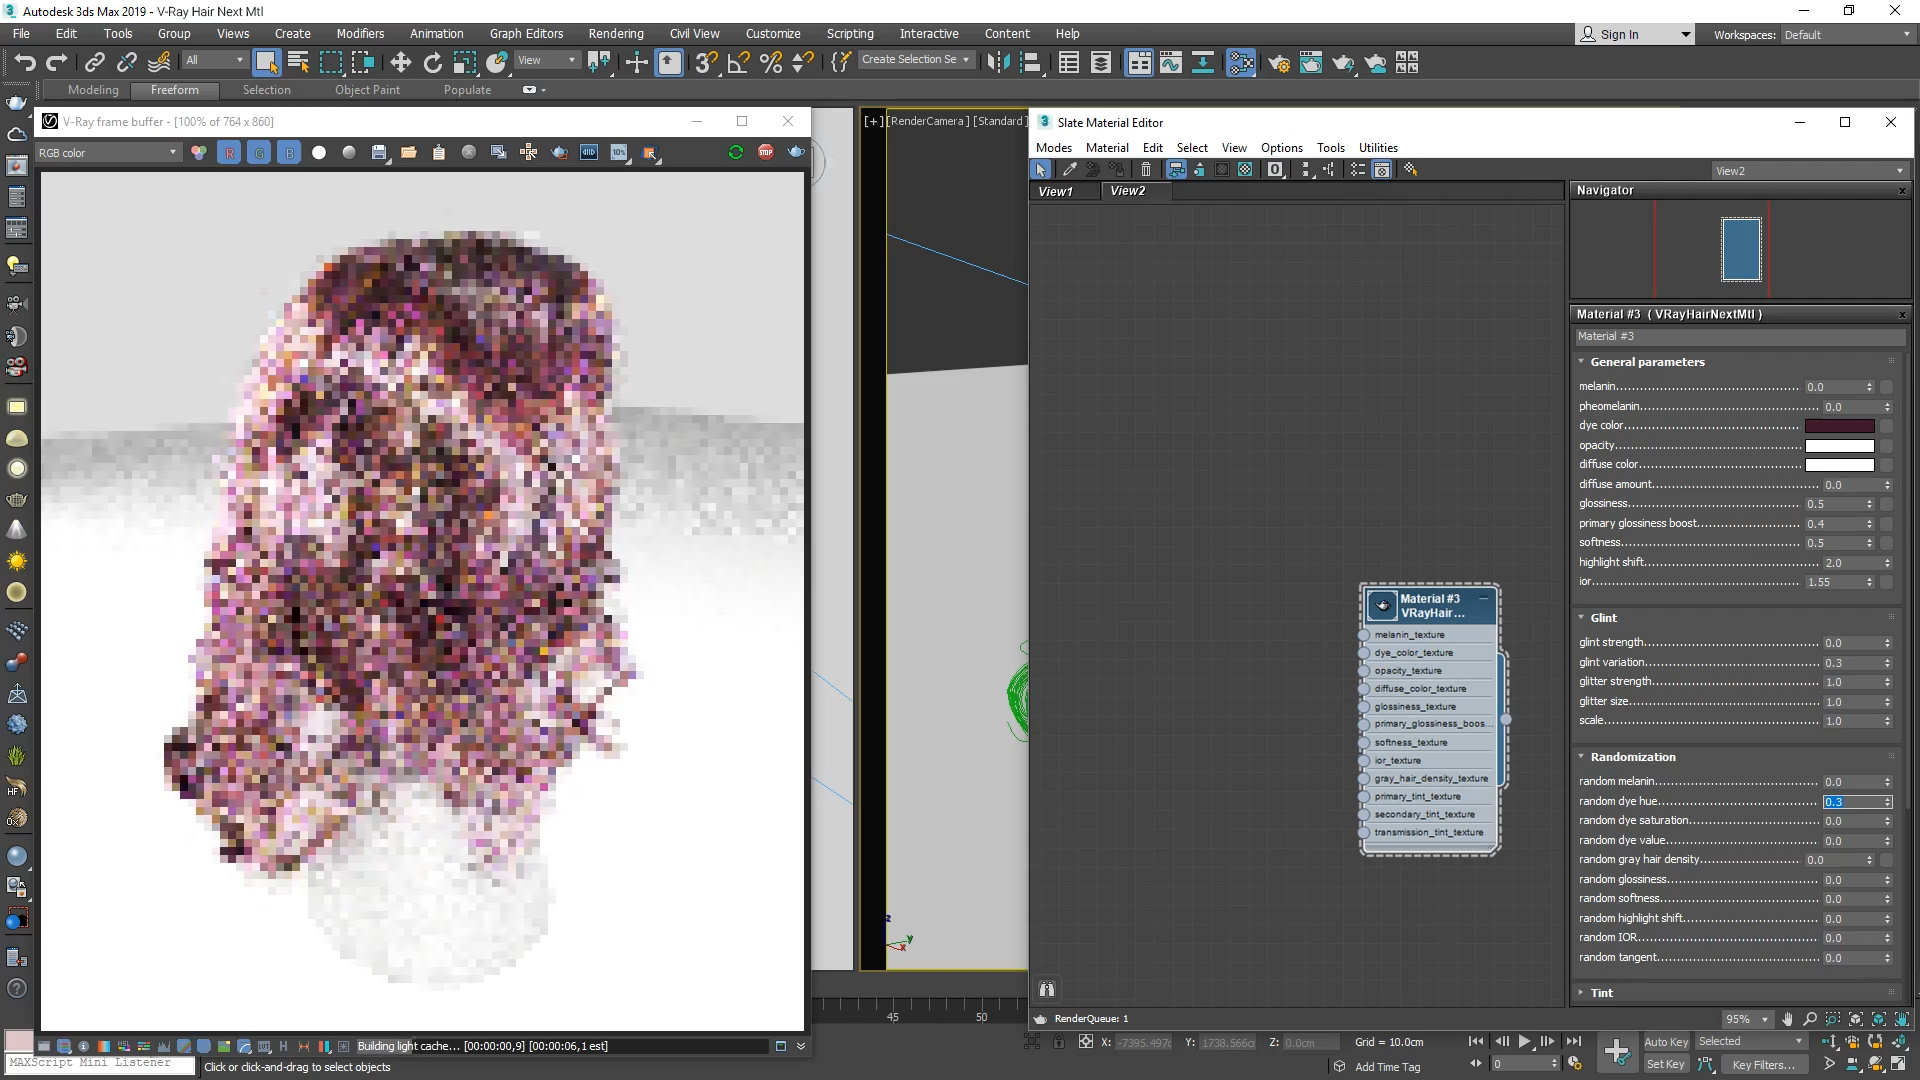 Autodesk 3ds Max 2019 - V-Ray Hair Next Mtl
File Edit Tools Group Views Create Modifiers Animation Graph Editors Rendering Civil View Customize Scripting Interactive Content Help
Sign In Workspaces: Default
All View Create Selection Se
Modeling Freeform Selection Object Paint Populate
V-Ray frame buffer - [100% of 764 x 860]
RGB color
[+] [RenderCamera ] [Standard ]
Slate Material Editor
Modes Material Edit Select View Options Tools Utilities
View2
View1 View2
Navigator
Material #3 ( VRayHairNextMtl )
Material #3
General parameters
melanin 0.0
pheomelanin 0.0
dye color
opacity
diffuse color
diffuse amount 0.0
glossiness 0.5
primary glossiness boost 0.4
softness 0.5
highlight shift 2.0
ior 1.55
Glint
glint strength 0.0
glint variation 0.3
glitter strength 1.0
glitter size 1.0
scale 1.0
Randomization
random melanin 0.0
random dye hue 0.3
random dye saturation 0.0
random dye value 0.0
random gray hair density 0.0
random glossiness 0.0
random softness 0.0
random highlight shift 0.0
random IOR 0.0
random tangent 0.0
Tint
Material #3
VRayHair...
melanin_texture
dye_color_texture
opacity_texture
diffuse_color_texture
glossiness_texture
primary_glossiness_boos...
softness_texture
ior_texture
gray_hair_density_texture
primary_tint_texture
secondary_tint_texture
transmission_tint_texture
45 50
RenderQueue: 1
95%
Building light cache... [00:00:00,9] [00:00:06,1 est]
X: -7395.497c Y: 1738.566cm Z: 0.0cm Grid = 10.0cm
Auto Key Selected
MAXScript Mini Listener
Click or click-and-drag to select objects
Add Time Tag
0
Set Key Key Filters...